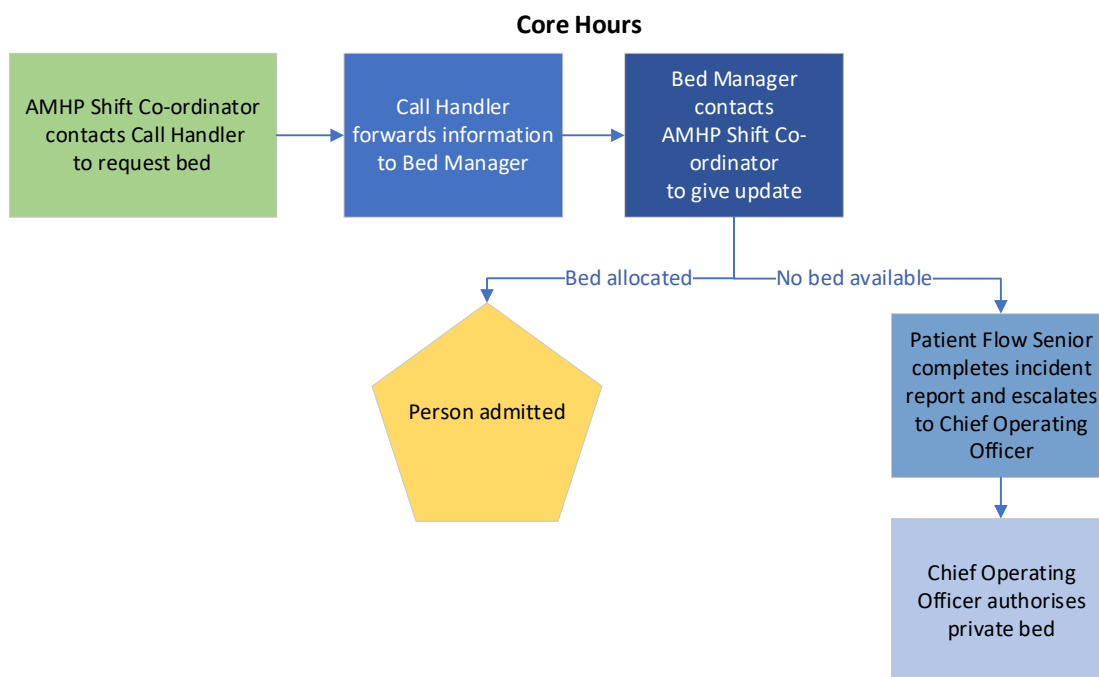 Core Hours
AMHP Shift Co-ordinator
contacts Call Handler
to request bed
Call Handler
forwards information
to Bed Manager
Bed Manager
contacts
AMHP Shift Co-
ordinator
to give update
Bed allocated
No bed available
Person admitted
Patient Flow Senior
completes incident
report and escalates
to Chief Operating
Officer
Chief Operating
Officer authorises
private bed